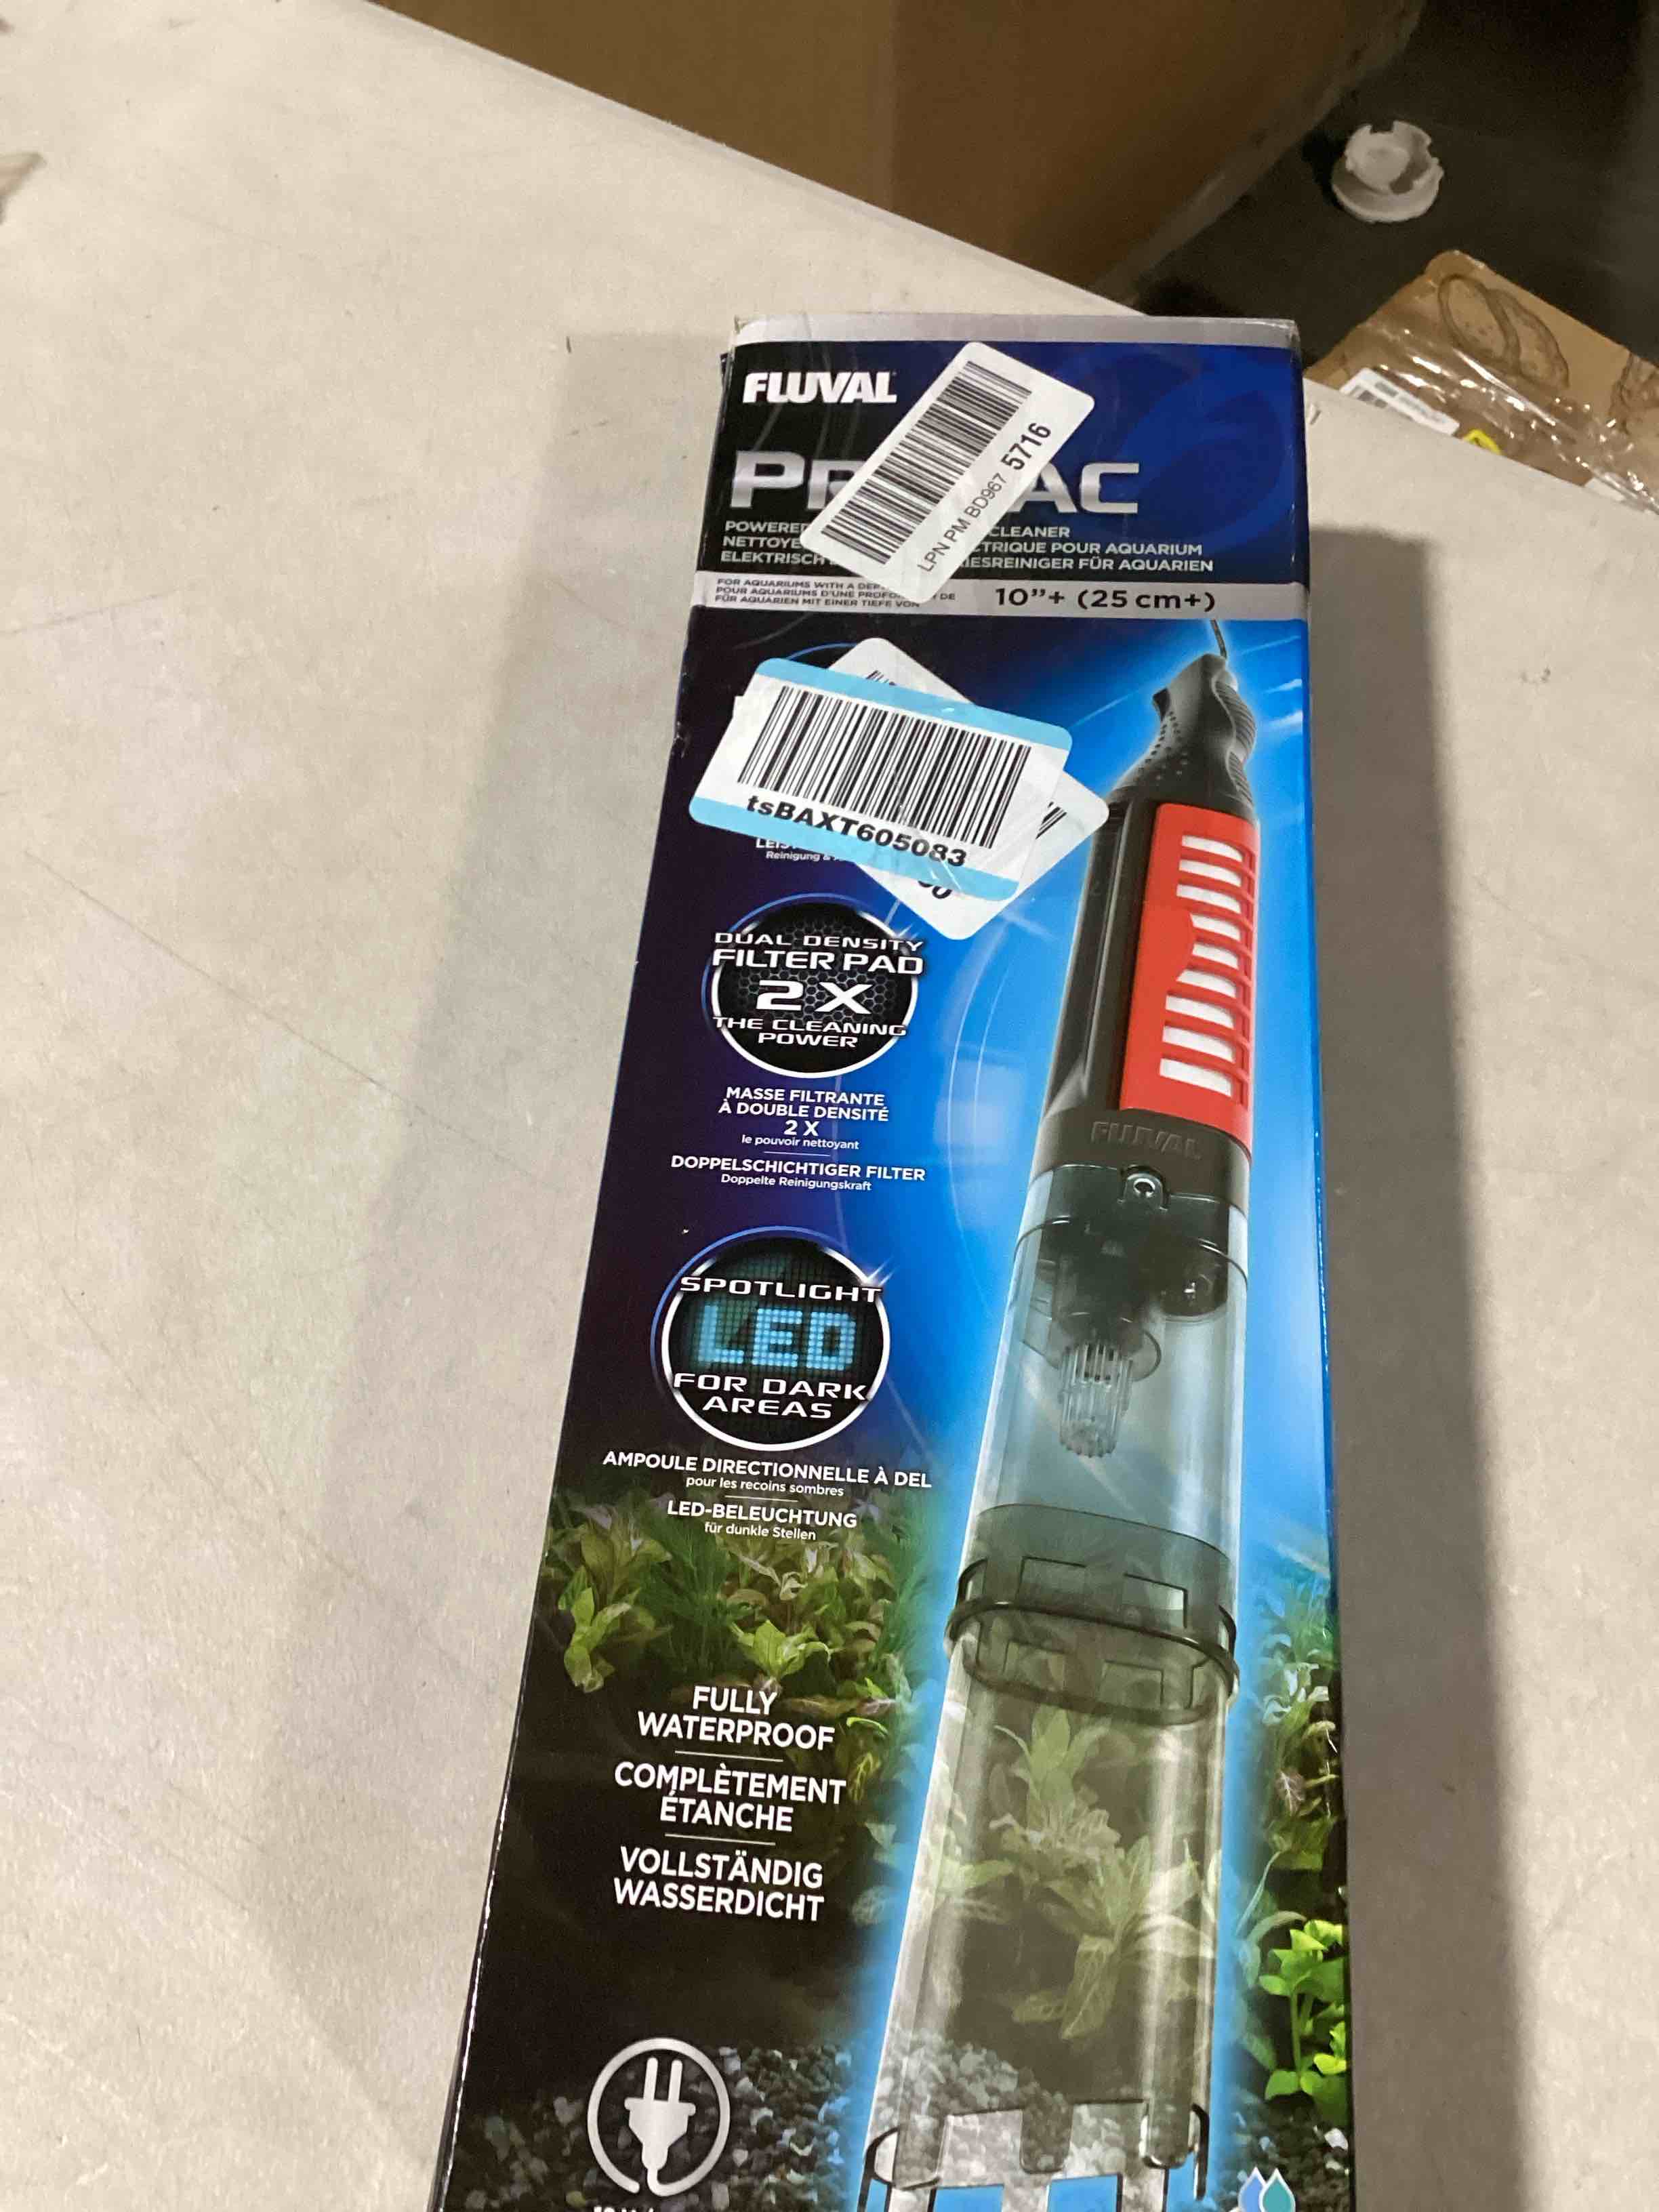 FLUVAL
PR AC
LPN PM BD967 5716
POWERED CLEANER
NETTOYE CTRIQUE POUR AQUARIUM
ELEKTRISCH IESREINIGER FÜR AQUARIEN
FOR AQUARIUMS WITH A DEP
POUR AQUARIUMS D'UNE PROFON DE
FÜR AQUARIEN MIT EINER TIEFE VON
10"+ (25 cm+)
tsBAXT605083
Reinigung &
DUAL DENSITY
FILTER PAD
2X
THE CLEANING
POWER
MASSE FILTRANTE
À DOUBLE DENSITÉ
2 X
le pouvoir nettoyant
DOPPELSCHICHTIGER FILTER
Doppelte Reinigungskraft
FLUVAL
SPOTLIGHT
LED
FOR DARK
AREAS
AMPOULE DIRECTIONNELLE À DEL
pour les recoins sombres
LED-BELEUCHTUNG
für dunkle Stellen
FULLY
WATERPROOF
COMPLÈTEMENT
ÉTANCHE
VOLLSTÄNDIG
WASSERDICHT